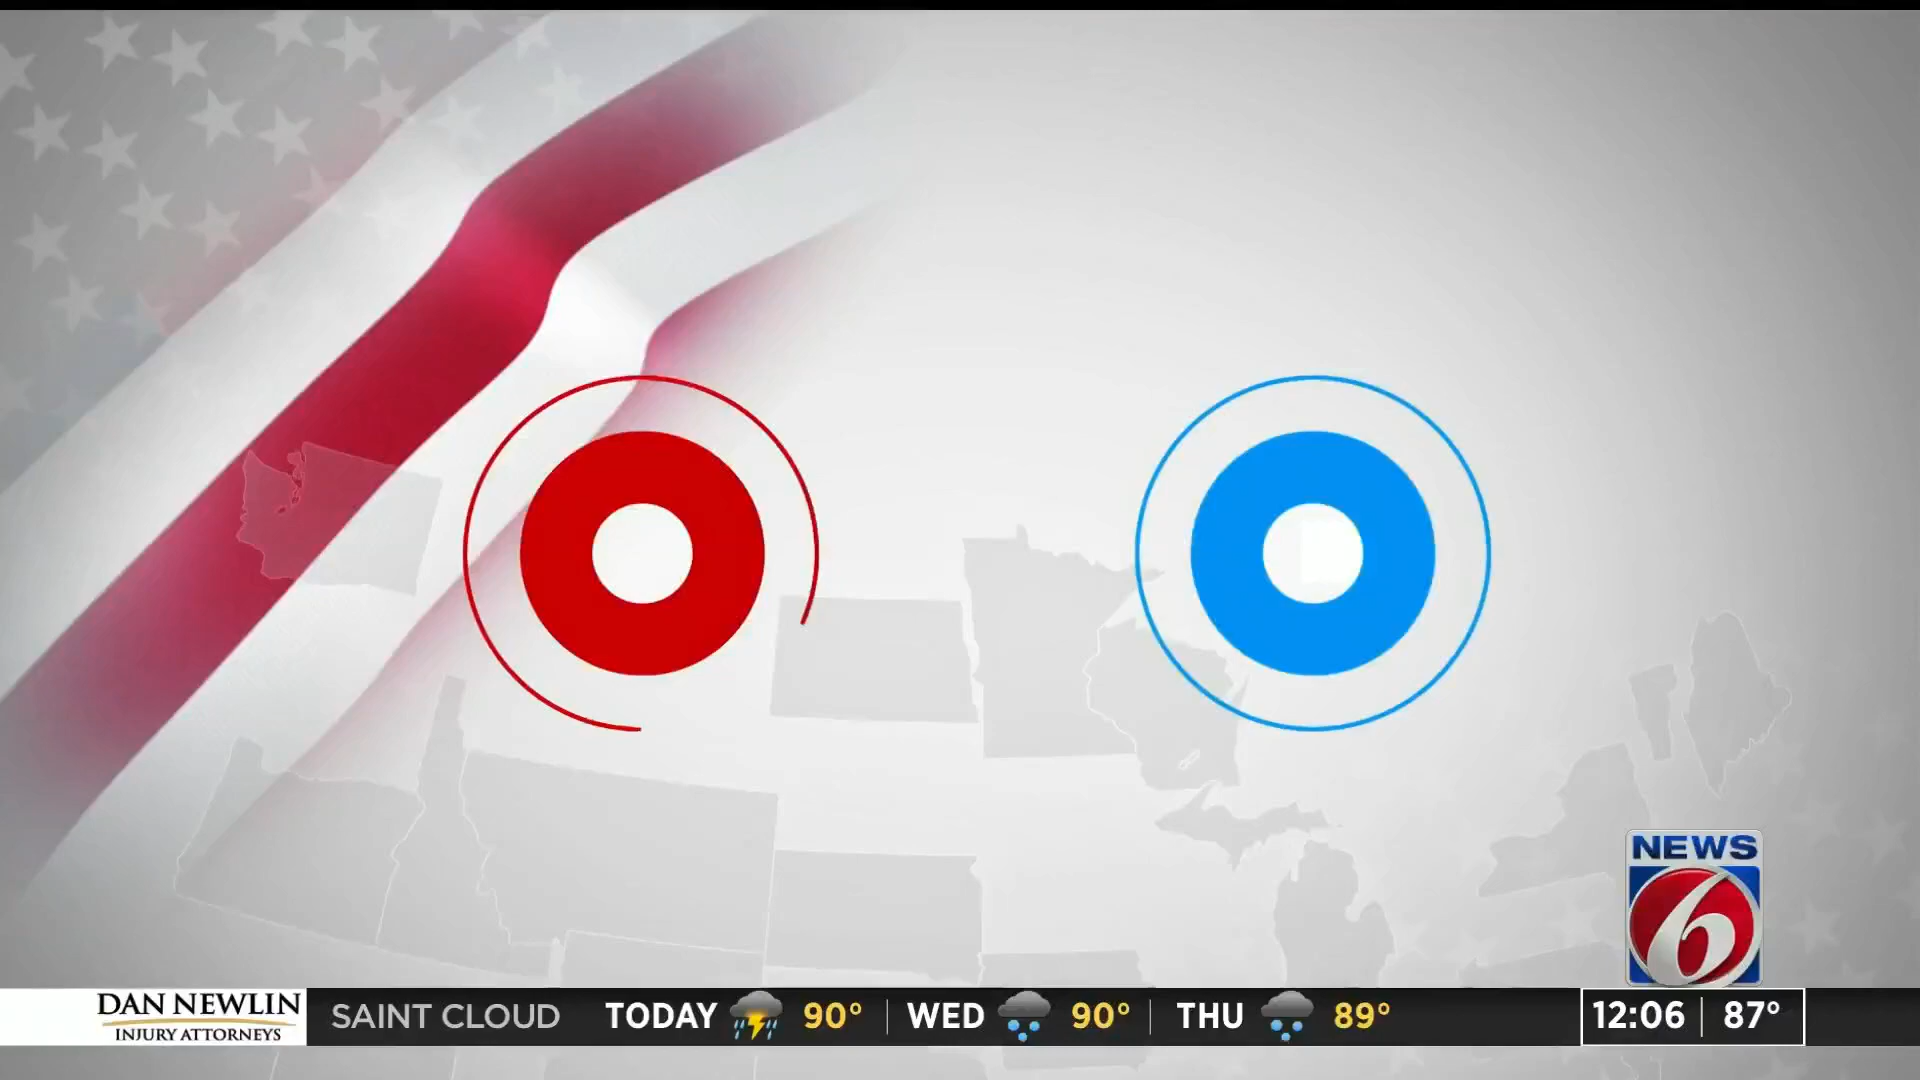 NEWS
6
DAN NEWLIN
INJURY ATTORNEYS
SAINT CLOUD TODAY 90° WED 90° THU 89°
12:06 87°